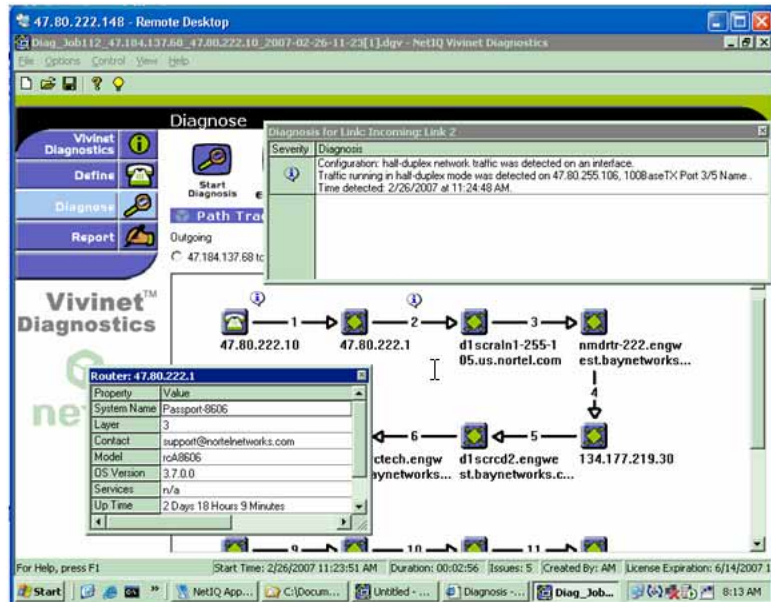 47.80.222.148 - Remote Desktop
Diag_Job112_47.184.137.68_47.80.222.10_2007-02-26-11-23[1].dgv - NetIQ Vivinet Diagnostics
File Options Control View Help
Diagnose
Vivinet Diagnostics
Define
Diagnose
Report
Start Diagnosis
Path Tra
Outgoing
47.184.137.68 to
Diagnosis for Link: Incoming: Link 2
Severity Diagnosis
Configuration: half-duplex network traffic was detected on an interface.
Traffic running in half-duplex mode was detected on 47.80.255.106, 100BaseTX Port 3/5 Name .
Time detected: 2/26/2007 at 11:24:48 AM.
Vivinet™
Diagnostics
ne
1 2 3
47.80.222.10
47.80.222.1
d1scraln1-255-1
05.us.nortel.com
nmdrtr-222.engw
est.baynetworks...
4
6 5
ctech.engw
aynetworks...
d1scrcd2.engwe
st.baynetworks.c...
134.177.219.30
9 10 11
Router: 47.80.222.1
Property Value
System Name Passport-8606
Layer 3
Contact support@nortelnetworks.com
Model rcA8606
OS Version 3.7.0.0
Services n/a
Up Time 2 Days 18 Hours 9 Minutes
For Help, press F1
Start Time: 2/26/2007 11:23:51 AM Duration: 00:02:56 Issues: 5 Created By: AM License Expiration: 6/14/2007 1
Start NetIQ App... C:\Docum... Untitled - ... Diagnosis -... Diag_Job... 8:13 AM